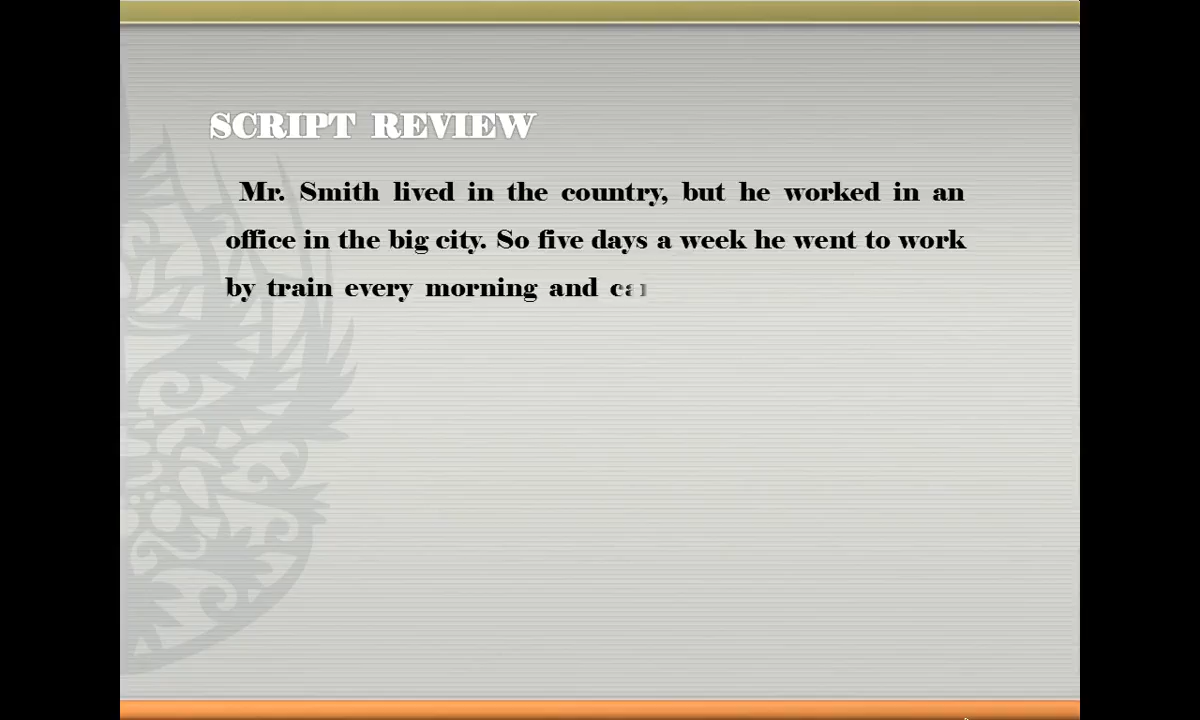 SCRIPT REVIEW
Mr. Smith lived in the country, but he worked in an
office in the big city. So five days a week he went to work
by train every morning and